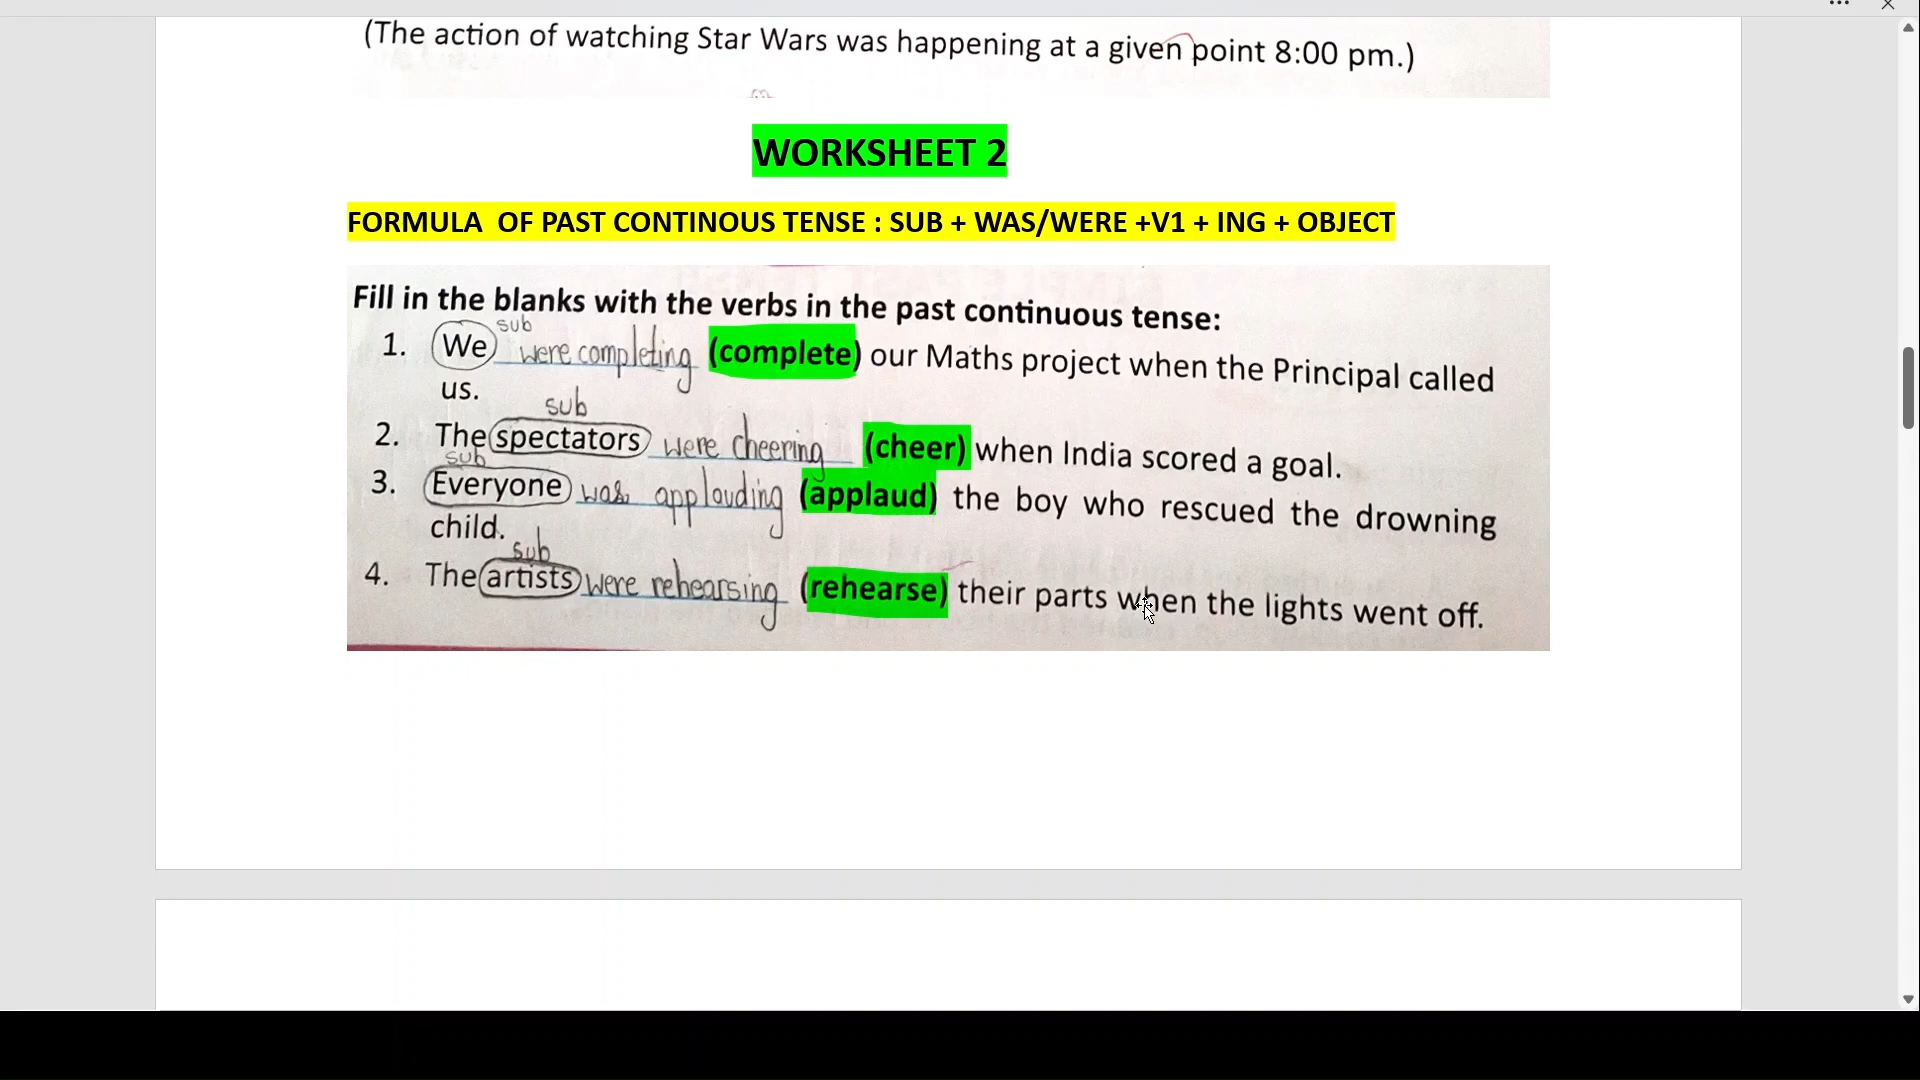 (The action of watching Star Wars was happening at a given point 8:00 pm.)
WORKSHEET 2
FORMULA OF PAST CONTINOUS TENSE : SUB + WAS/WERE +V1 + ING + OBJECT
Fill in the blanks with the verbs in the past continuous tense:
sub
1. We were completing (complete) our Maths project when the Principal called
us.
sub
2. The spectators were cheering (cheer) when India scored a goal.
sub
3. Everyone was applauding (applaud) the boy who rescued the drowning
child.
sub
4. The artists were rehearsing (rehearse) their parts when the lights went off.